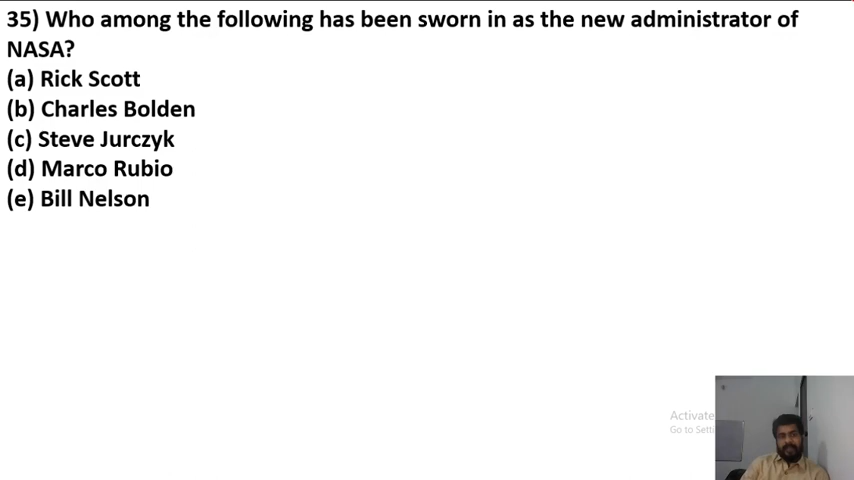 35) Who among the following has been sworn in as the new administrator of
NASA?
(a) Rick Scott
(b) Charles Bolden
(c) Steve Jurczyk
(d) Marco Rubio
(e) Bill Nelson
Activate
Go to Setti